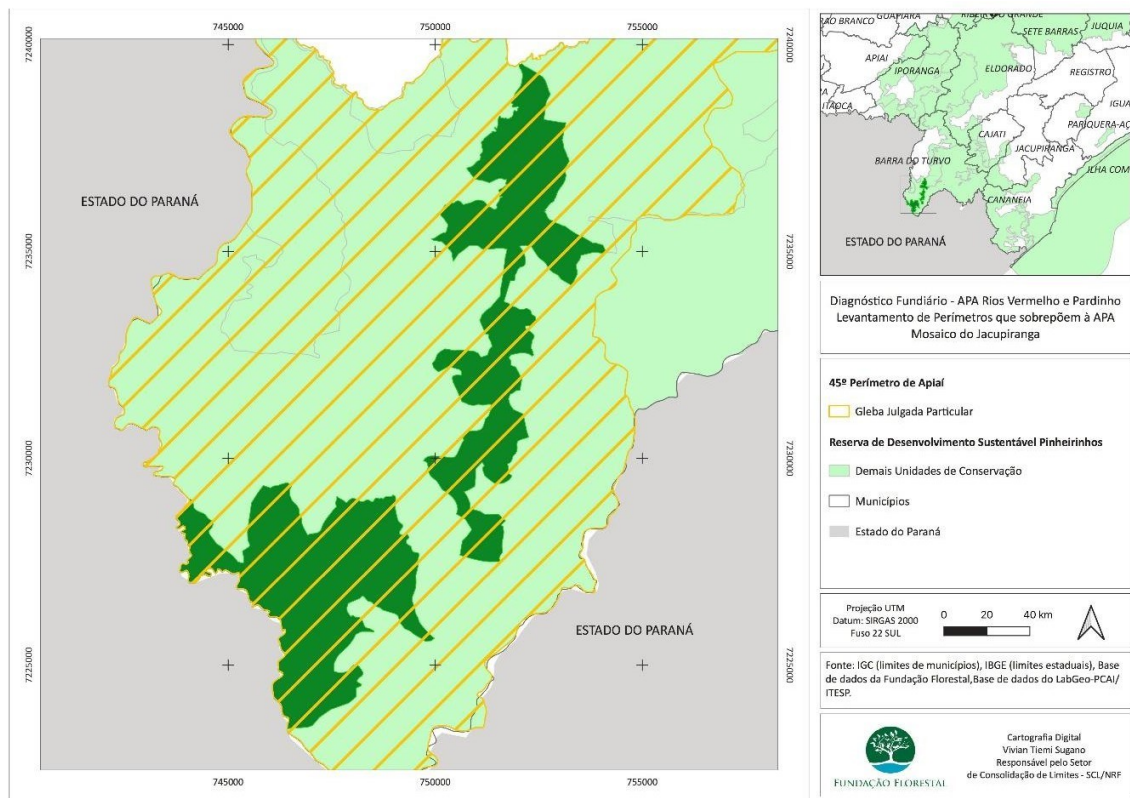 745000
750000
755000
7240000
7235000
7230000
7225000
ESTADO DO PARANÁ
ESTADO DO PARANÁ
7240000
7235000
7230000
7225000
745000
750000
755000
RÃO BRANCO
GUAPIARA
RIBEIRÃO GRANDE
SETE BARRAS
JUQUIA
APIAI
IPORANGA
ELDORADO
REGISTRO
ITAOCA
IGUA
CAJATI
PARIQUERA-AÇ
JACUPIRANGA
BARRA DO TURVO
ILHA COM
CANANEIA
ESTADO DO PARANÁ
Diagnóstico Fundiário - APA Rios Vermelho e Pardinho
Levantamento de Perímetros que sobrepõem à APA
Mosaico do Jacupiranga
45º Perímetro de Apiaí
Gleba Julgada Particular
Reserva de Desenvolvimento Sustentável Pinheirinhos
Demais Unidades de Conservação
Municípios
Estado do Paraná
Projeção UTM
Datum: SIRGAS 2000
Fuso 22 SUL
0 20 40 km
Fonte: IGC (limites de municípios), IBGE (limites estaduais), Base
de dados da Fundação Florestal,Base de dados do LabGeo-PCAI/
ITESP.
FUNDAÇÃO FLORESTAL
Cartografia Digital
Vivian Tiemi Sugano
Responsável pelo Setor
de Consolidação de Limites - SCL/NRF